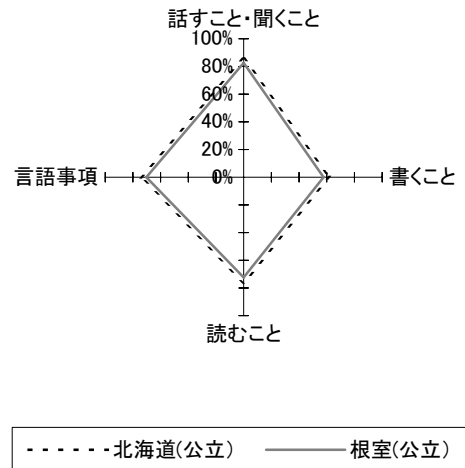 話すこと・聞くこと
100%
80%
60%
40%
20%
0%
言語事項
書くこと
読むこと
北海道(公立)
根室(公立)